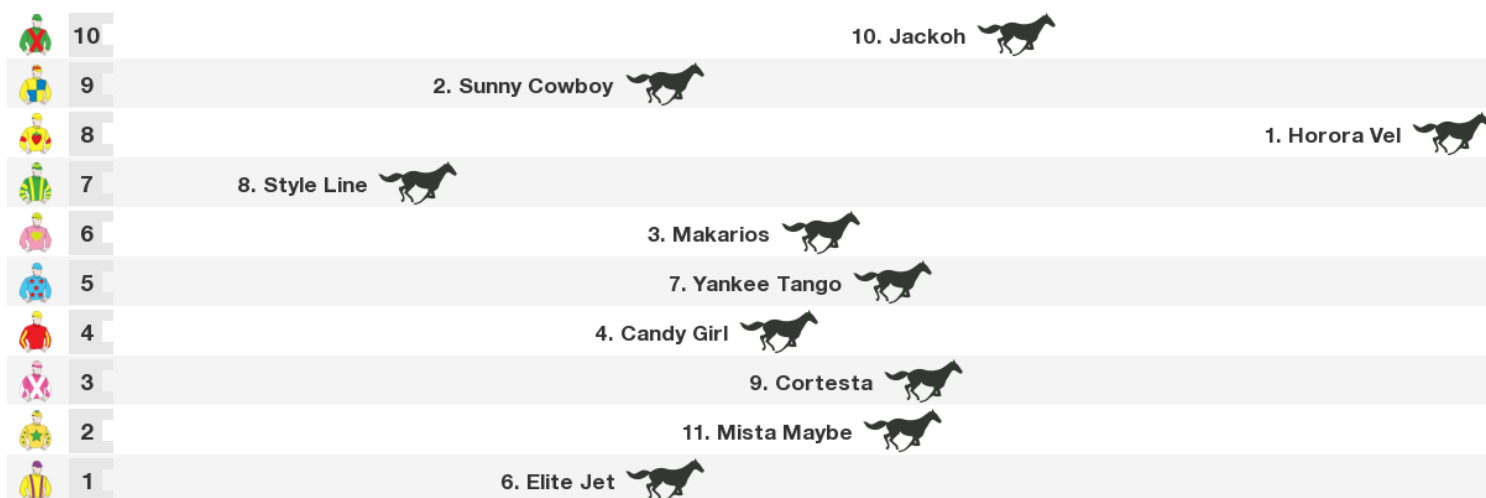 10 10. Jackoh
9 2. Sunny Cowboy
8 1. Horora Vel
7 8. Style Line
6 3. Makarios
5 7. Yankee Tango
4 4. Candy Girl
3 9. Cortesta
2 11. Mista Maybe
1 6. Elite Jet